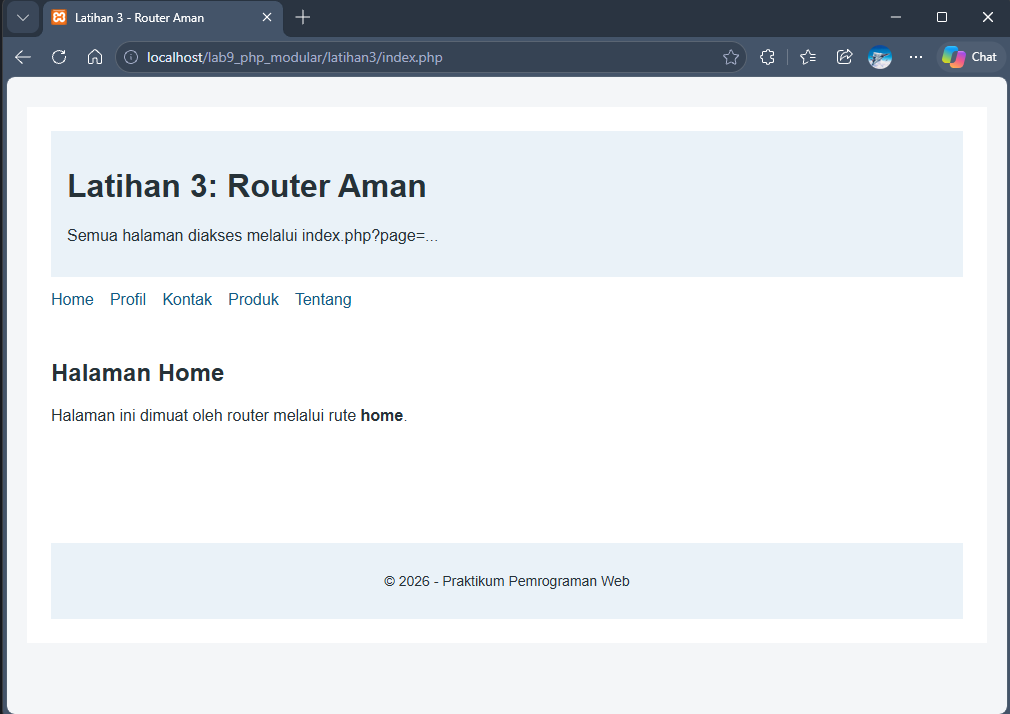 Latihan 3 - Router Aman
localhost/lab9_php_modular/latihan3/index.php
Chat
Latihan 3: Router Aman
Semua halaman diakses melalui index.php?page=...
Home Profil Kontak Produk Tentang
Halaman Home
Halaman ini dimuat oleh router melalui rute home.
© 2026 - Praktikum Pemrograman Web